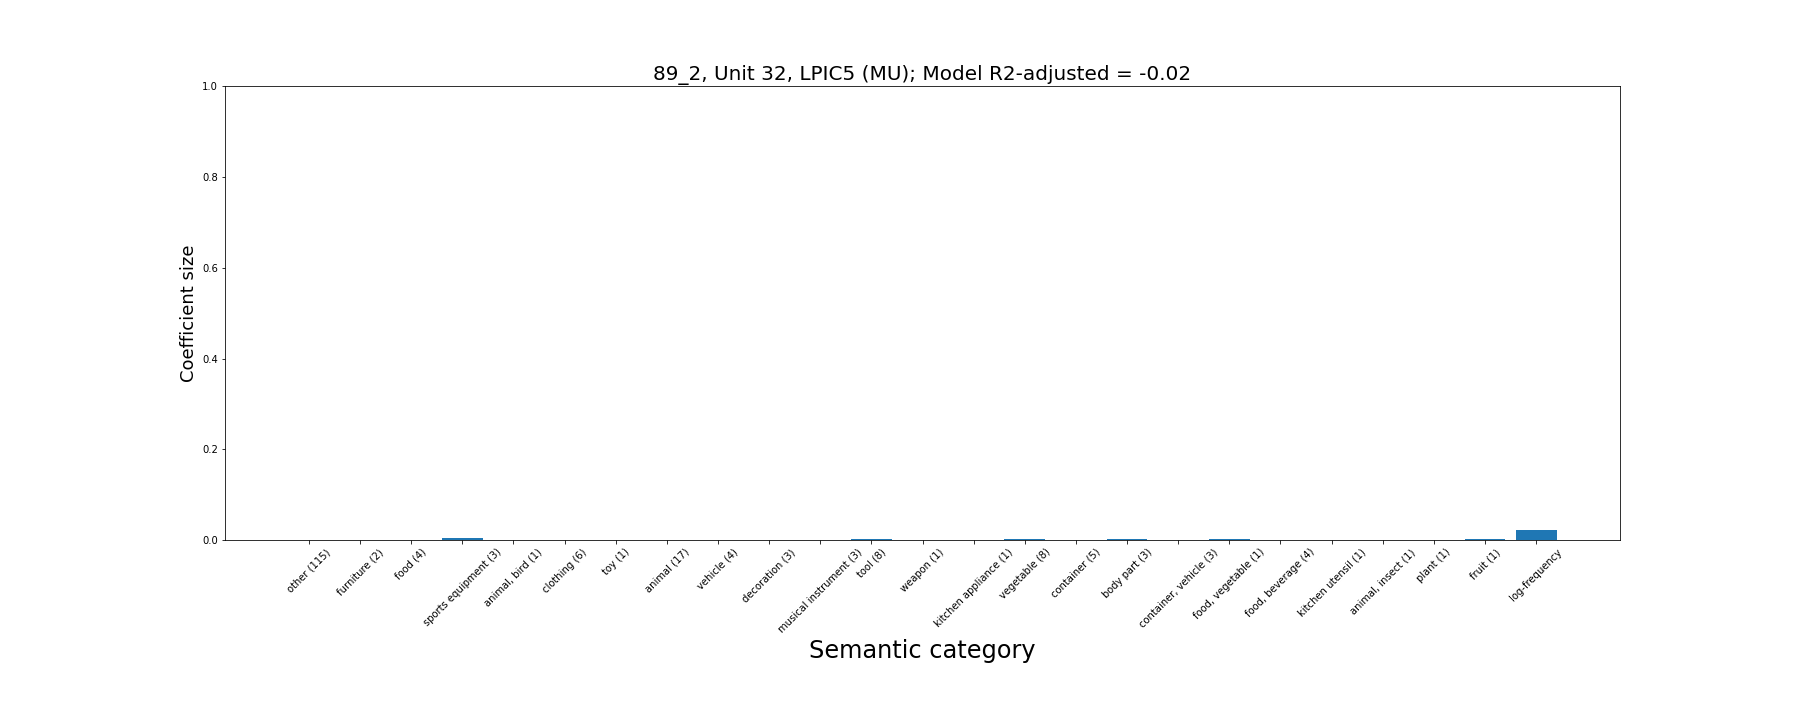 89_2, Unit 32, LPIC5 (MU); Model R2-adjusted = -0.02
Coefficient size
1.0
0.8
0.6
0.4
0.2
0.0
other (115)
furniture (2)
food (4)
sports equipment (3)
animal, bird (1)
clothing (6)
toy (1)
animal (17)
vehicle (4)
decoration (3)
musical instrument (3)
tool (8)
weapon (1)
kitchen appliance (1)
vegetable (8)
container (5)
body part (3)
container, vehicle (3)
food, vegetable (1)
food, beverage (4)
kitchen utensil (1)
animal, insect (1)
plant (1)
fruit (1)
log-frequency
Semantic category